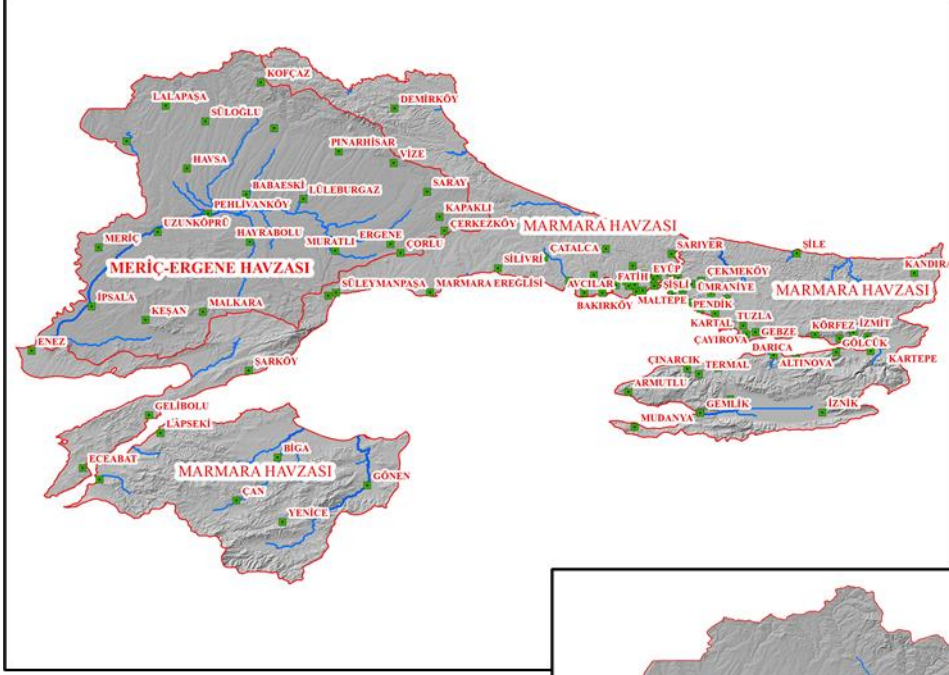 KOFÇAZ
LALAPAŞA
DEMİRKÖY
SÜLOĞLU
PINARHİSAR
VİZE
HAVSA
BABAESKİ
LÜLEBURGAZ
SARAY
PEHLİVANKÖY
KAPAKLI
UZUNKÖPRÜ
ÇERKEZKÖY
MARMARA HAVZASI
MERİÇ
HAYRABOLU
MURATLI
ERGENE
ÇORLU
ÇATALCA
SARIYER
ŞİLE
SİLİVRİ
MERİÇ-ERGENE HAVZASI
FATİH
EYÜP
ÇEKMEKÖY
KANDIRA
SÜLEYMANPAŞA
MARMARA EREĞLİSİ
AVCILAR
ŞİŞLİ
ÜMRANİYE
MARMARA HAVZASI
İPSALA
KEŞAN
MALKARA
BAKIRKÖY
MALTEPE
PENDİK
KARTAL
TUZLA
GEBZE
KÖRFEZ
İZMİT
ÇAYIROVA
ENEZ
DARICA
GÖLCÜK
ALTINOVA
KARTEPE
ŞARKÖY
ÇINARCIK
TERMAL
ARMUTLU
GELİBOLU
GEMLİK
İZNİK
LAPSEKİ
MUDANYA
ECEABAT
BİGA
MARMARA HAVZASI
GÖNEN
ÇAN
YENİCE